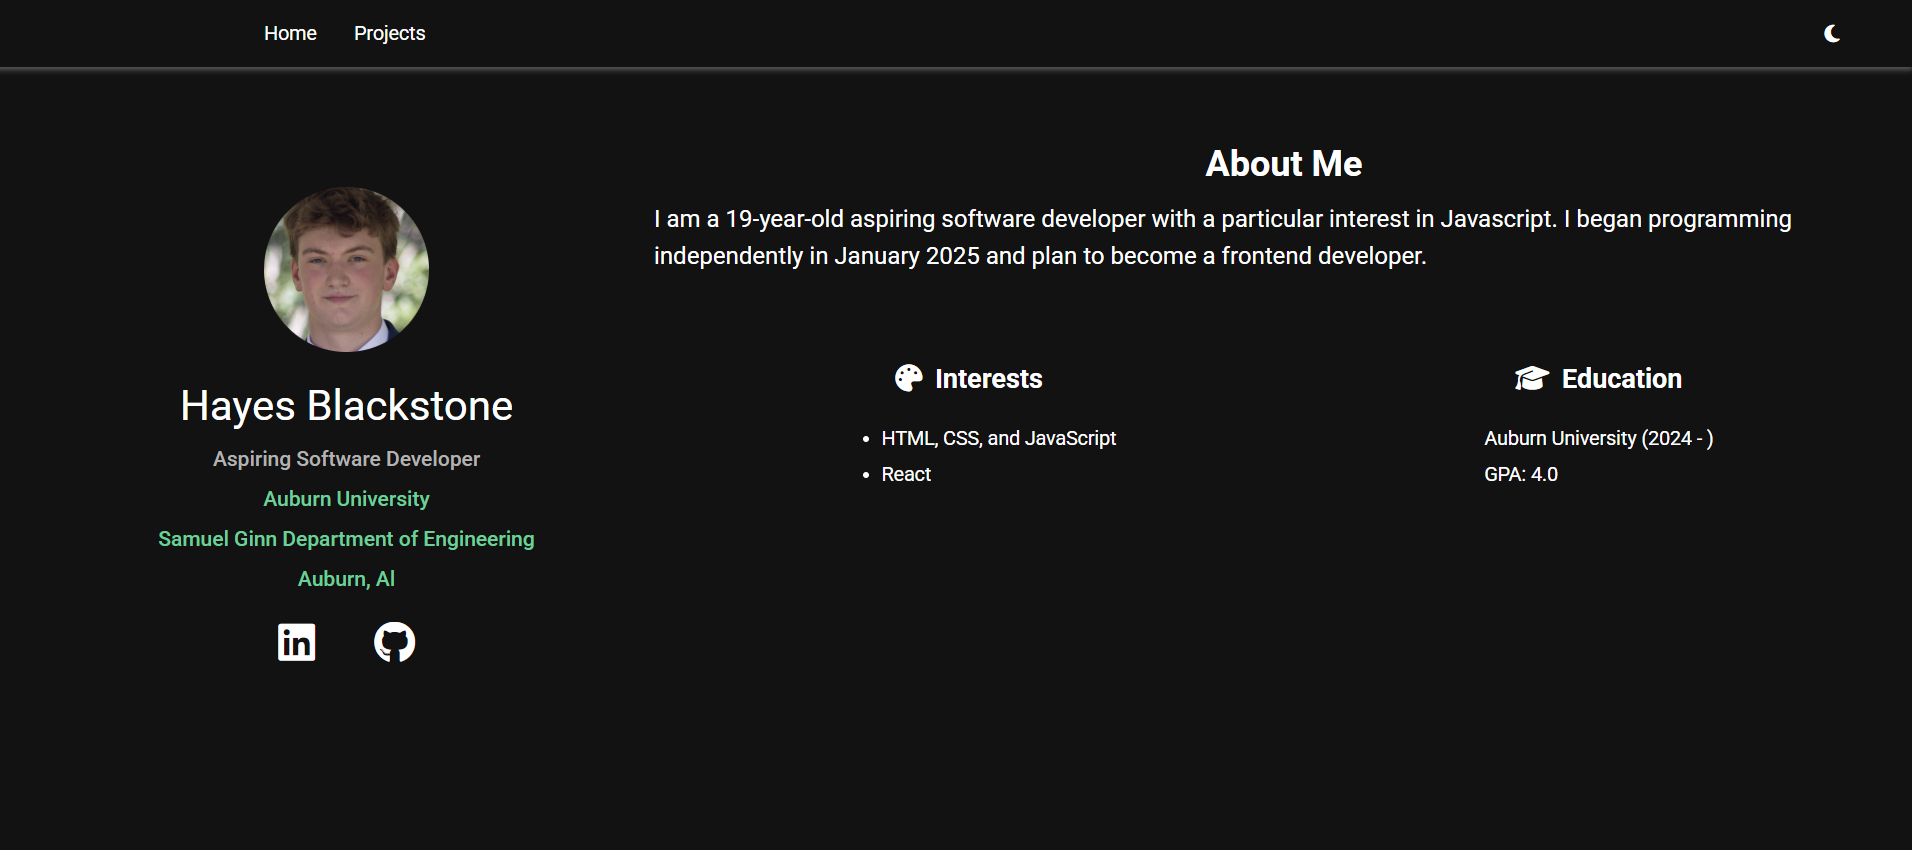 Home Projects
About Me
I am a 19-year-old aspiring software developer with a particular interest in Javascript. I began programming
independently in January 2025 and plan to become a frontend developer.
Hayes Blackstone
Aspiring Software Developer
Auburn University
Samuel Ginn Department of Engineering
Auburn, Al
in
Interests
HTML, CSS, and JavaScript
React
Education
Auburn University (2024 - )
GPA: 4.0